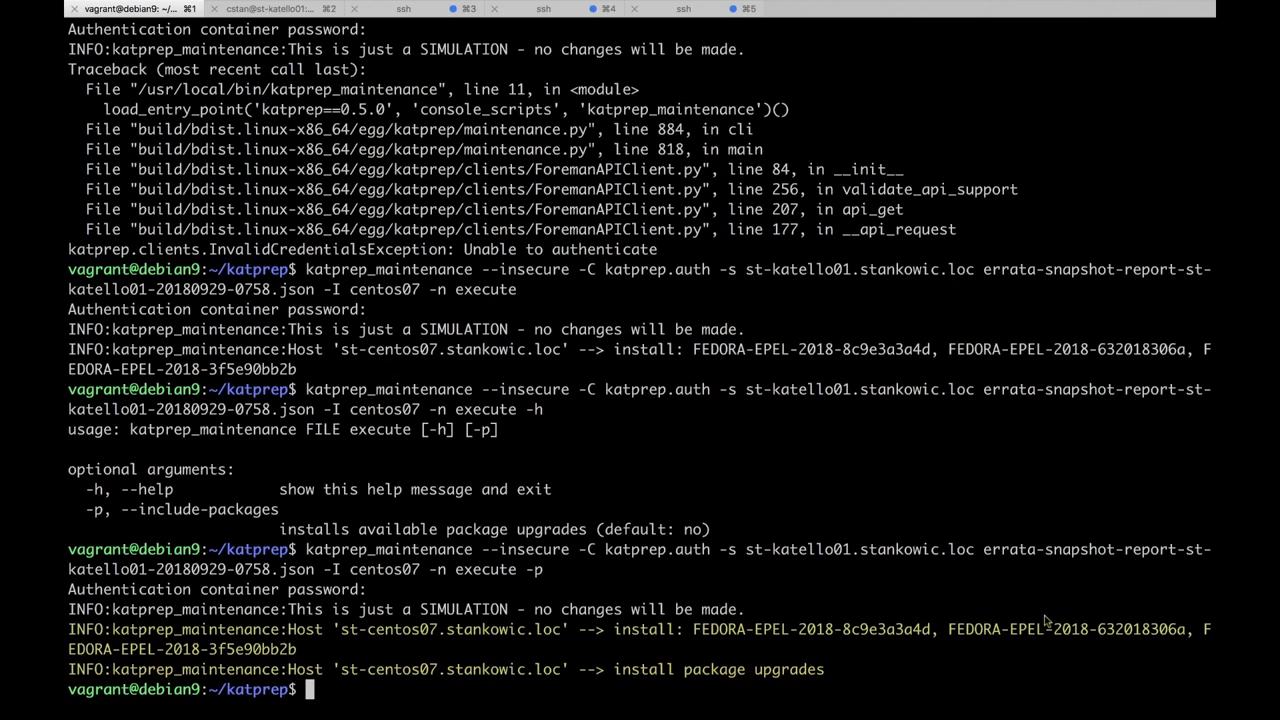 vagrant@debian9: ~/... ⌘1 cstan@st-katello01:... ⌘2 ssh ⌘3 ssh ⌘4 ssh ⌘5
Authentication container password:
INFO:katprep_maintenance:This is just a SIMULATION - no changes will be made.
Traceback (most recent call last):
  File "/usr/local/bin/katprep_maintenance", line 11, in <module>
    load_entry_point('katprep==0.5.0', 'console_scripts', 'katprep_maintenance')()
  File "build/bdist.linux-x86_64/egg/katprep/maintenance.py", line 884, in cli
  File "build/bdist.linux-x86_64/egg/katprep/maintenance.py", line 818, in main
  File "build/bdist.linux-x86_64/egg/katprep/clients/ForemanAPIClient.py", line 84, in __init__
  File "build/bdist.linux-x86_64/egg/katprep/clients/ForemanAPIClient.py", line 256, in validate_api_support
  File "build/bdist.linux-x86_64/egg/katprep/clients/ForemanAPIClient.py", line 207, in api_get
  File "build/bdist.linux-x86_64/egg/katprep/clients/ForemanAPIClient.py", line 177, in __api_request
katprep.clients.InvalidCredentialsException: Unable to authenticate
vagrant@debian9:~/katprep$ katprep_maintenance --insecure -C katprep.auth -s st-katello01.stankowic.loc errata-snapshot-report-st-
katello01-20180929-0758.json -I centos07 -n execute
Authentication container password:
INFO:katprep_maintenance:This is just a SIMULATION - no changes will be made.
INFO:katprep_maintenance:Host 'st-centos07.stankowic.loc' --> install: FEDORA-EPEL-2018-8c9e3a3a4d, FEDORA-EPEL-2018-632018306a, F
EDORA-EPEL-2018-3f5e90bb2b
vagrant@debian9:~/katprep$ katprep_maintenance --insecure -C katprep.auth -s st-katello01.stankowic.loc errata-snapshot-report-st-
katello01-20180929-0758.json -I centos07 -n execute -h
usage: katprep_maintenance FILE execute [-h] [-p]
optional arguments:
  -h, --help            show this help message and exit
  -p, --include-packages
                        installs available package upgrades (default: no)
vagrant@debian9:~/katprep$ katprep_maintenance --insecure -C katprep.auth -s st-katello01.stankowic.loc errata-snapshot-report-st-
katello01-20180929-0758.json -I centos07 -n execute -p
Authentication container password:
INFO:katprep_maintenance:This is just a SIMULATION - no changes will be made.
INFO:katprep_maintenance:Host 'st-centos07.stankowic.loc' --> install: FEDORA-EPEL-2018-8c9e3a3a4d, FEDORA-EPEL-2018-632018306a, F
EDORA-EPEL-2018-3f5e90bb2b
INFO:katprep_maintenance:Host 'st-centos07.stankowic.loc' --> install package upgrades
vagrant@debian9:~/katprep$